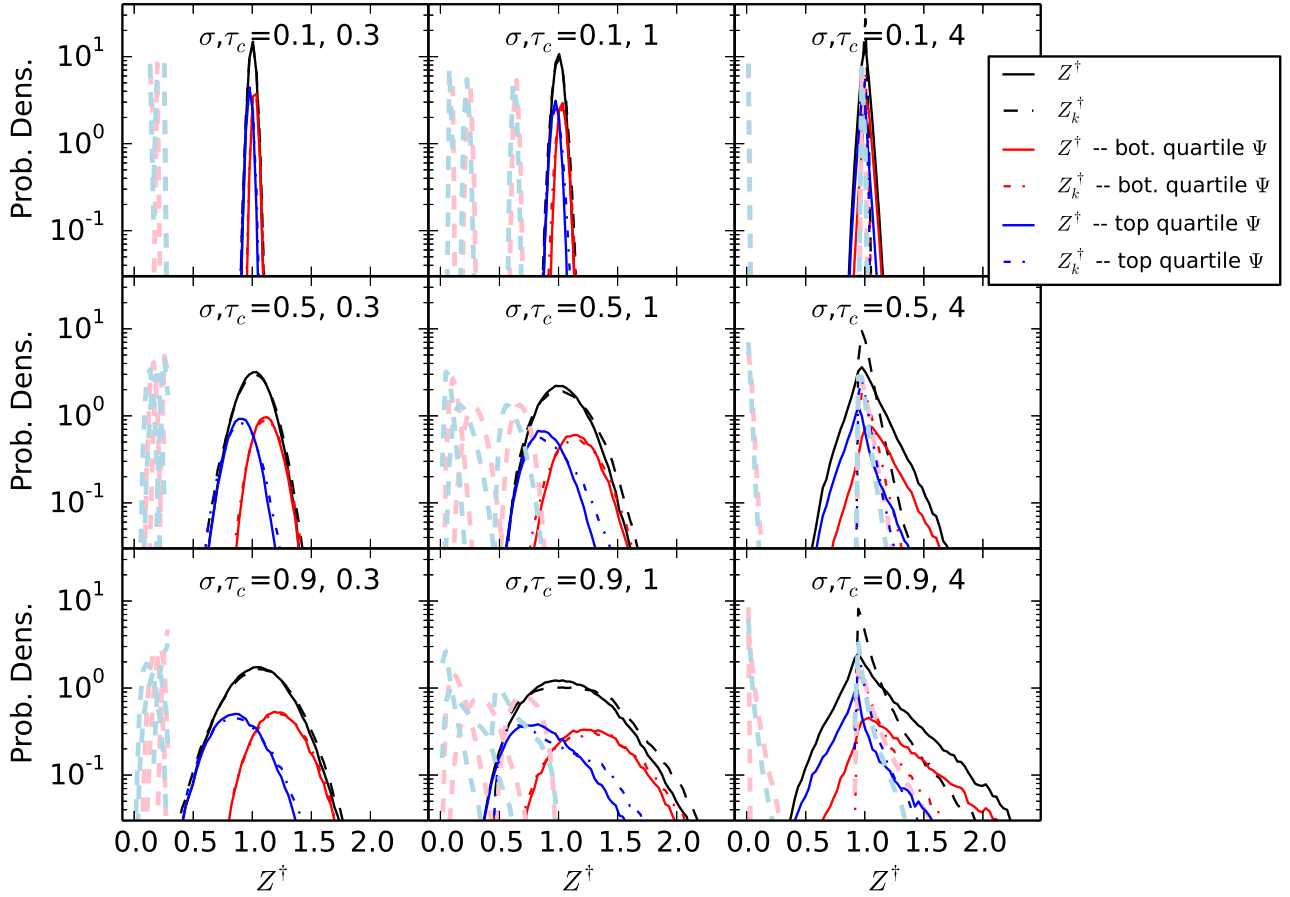 σ,τ_c=0.1, 0.3
σ,τ_c=0.1, 1
σ,τ_c=0.1, 4
Prob. Dens.
10^1
10^0
10^-1
Z^†
Z_k^†
Z^† -- bot. quartile Ψ
Z_k^† -- bot. quartile Ψ
Z^† -- top quartile Ψ
Z_k^† -- top quartile Ψ
σ,τ_c=0.5, 0.3
σ,τ_c=0.5, 1
σ,τ_c=0.5, 4
Prob. Dens.
10^1
10^0
10^-1
σ,τ_c=0.9, 0.3
σ,τ_c=0.9, 1
σ,τ_c=0.9, 4
Prob. Dens.
10^1
10^0
10^-1
0.0 0.5 1.0 1.5 2.0
0.0 0.5 1.0 1.5 2.0
0.0 0.5 1.0 1.5 2.0
Z^†
Z^†
Z^†